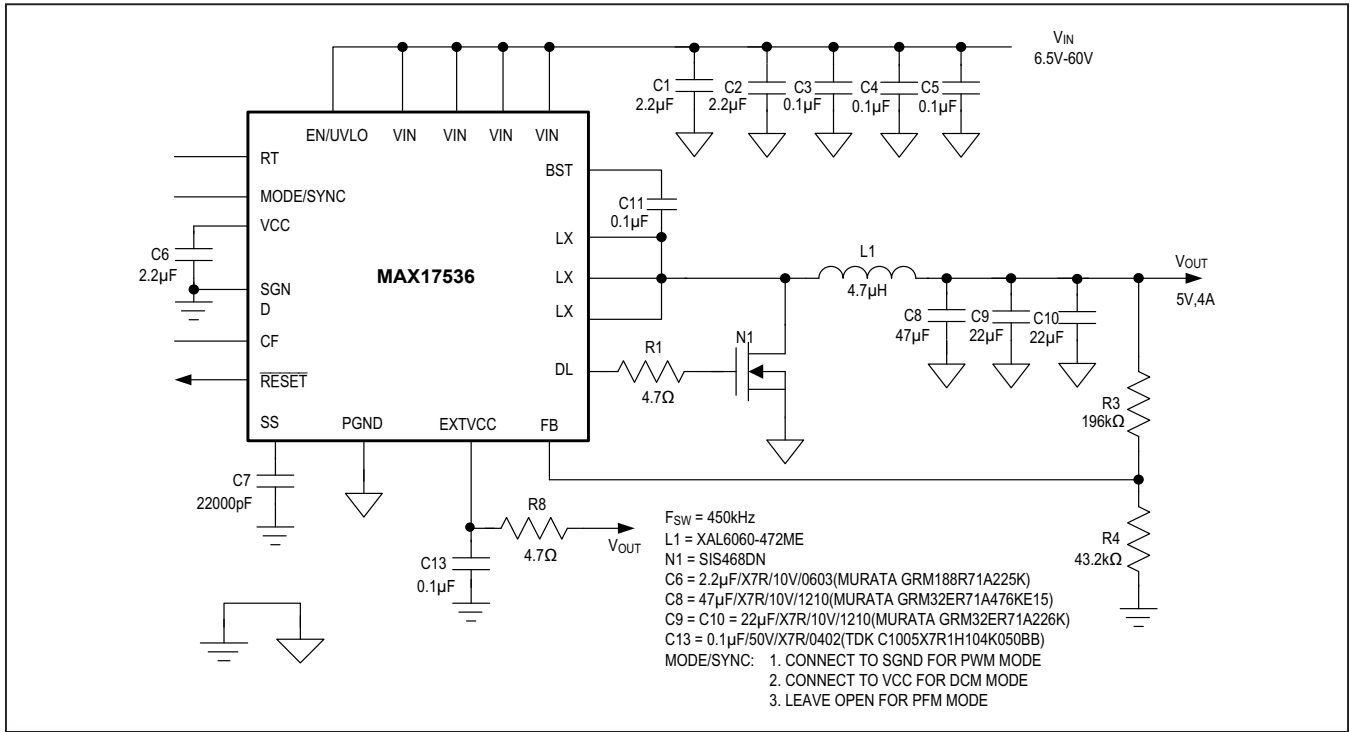 VIN
6.5V-60V
C1
2.2µF
C2
2.2µF
C3
0.1µF
C4
0.1µF
C5
0.1µF
EN/UVLO
VIN
VIN
VIN
VIN
RT
MODE/SYNC
VCC
C6
2.2µF
SGN
D
CF
RESET
SS
PGND
EXTVCC
FB
BST
LX
LX
LX
DL
MAX17536
C11
0.1µF
L1
4.7µH
VOUT
5V,4A
C8
47µF
C9
22µF
C10
22µF
N1
R1
4.7Ω
R3
196kΩ
R4
43.2kΩ
C7
22000pF
R8
4.7Ω
VOUT
C13
0.1µF
FSW = 450kHz
L1 = XAL6060-472ME
N1 = SIS468DN
C6 = 2.2µF/X7R/10V/0603(MURATA GRM188R71A225K)
C8 = 47µF/X7R/10V/1210(MURATA GRM32ER71A476KE15)
C9 = C10 = 22µF/X7R/10V/1210(MURATA GRM32ER71A226K)
C13 = 0.1µF/50V/X7R/0402(TDK C1005X7R1H104K050BB)
MODE/SYNC: 1. CONNECT TO SGND FOR PWM MODE
2. CONNECT TO VCC FOR DCM MODE
3. LEAVE OPEN FOR PFM MODE